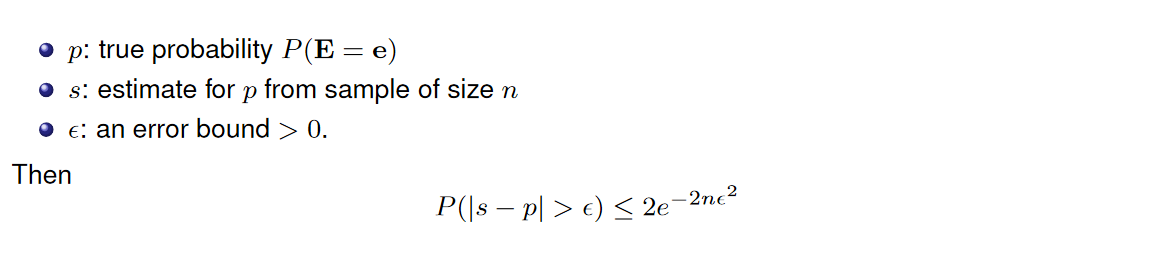 • p: true probability P(E = e)
• s: estimate for p from sample of size n
• ϵ: an error bound > 0.
Then
P(|s − p| > ϵ) ≤ 2e^{−2nϵ^2}